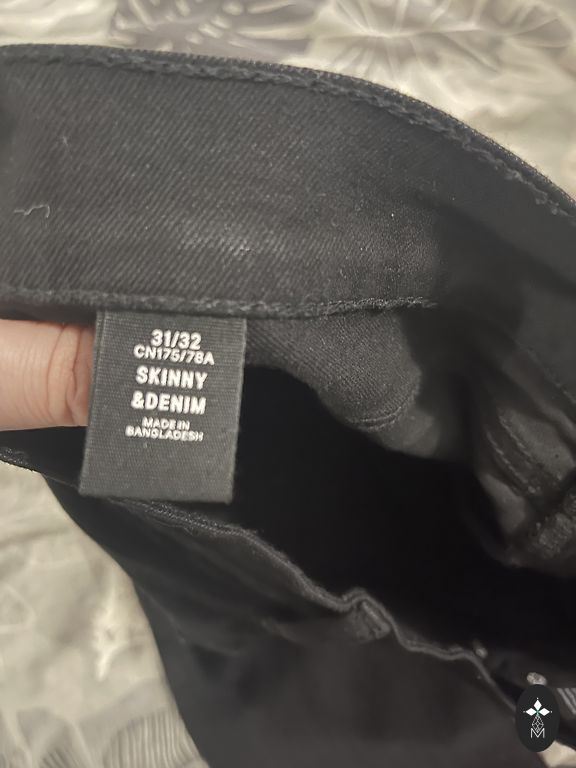 31/32
CN175/78A
SKINNY
&DENIM
MADE IN
BANGLADESH
M